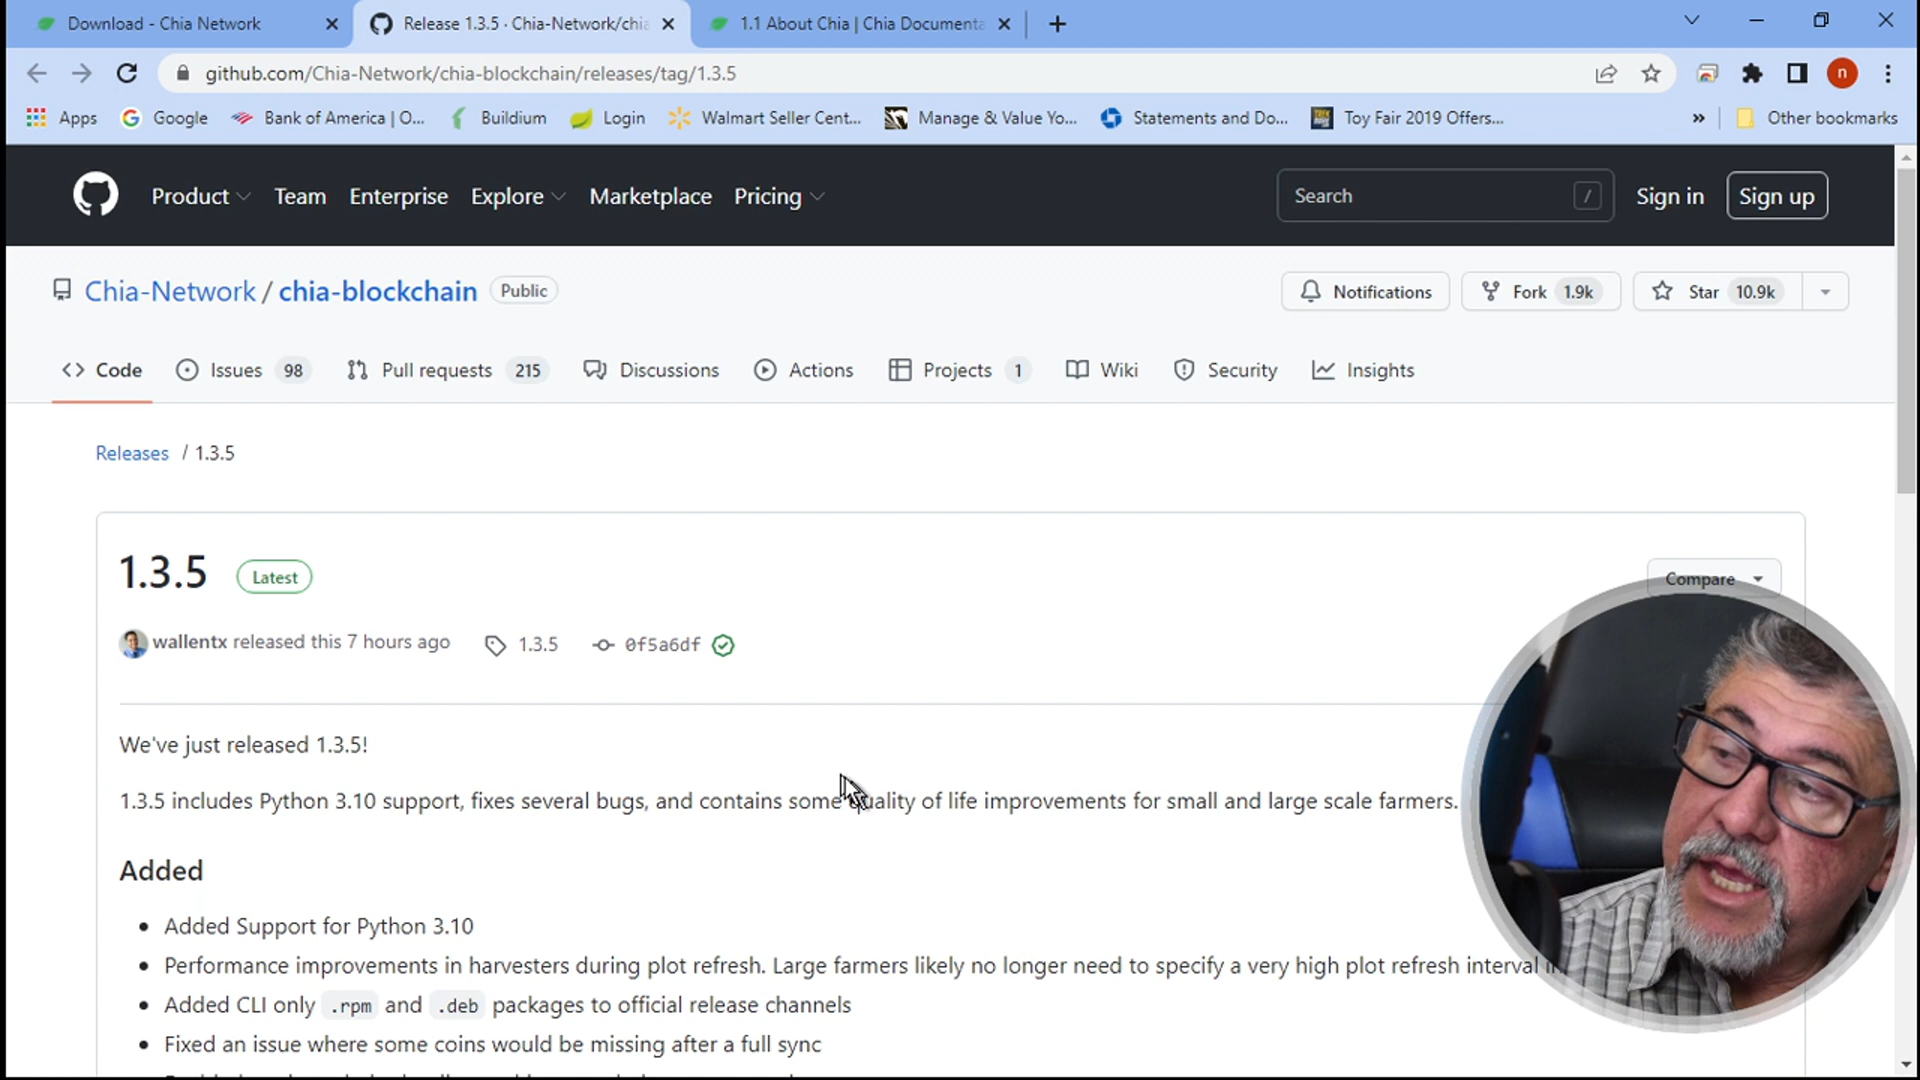 Download - Chia Network
Release 1.3.5 · Chia-Network/chia
1.1 About Chia | Chia Documenta
github.com/Chia-Network/chia-blockchain/releases/tag/1.3.5
n
Apps
Google
Bank of America | O...
Buildium
Login
Walmart Seller Cent...
Manage & Value Yo...
Statements and Do...
Toy Fair 2019 Offers...
»
Other bookmarks
Product
Team
Enterprise
Explore
Marketplace
Pricing
Search
/
Sign in
Sign up
Chia-Network / chia-blockchain
Public
Notifications
Fork 1.9k
Star 10.9k
Code
Issues 98
Pull requests 215
Discussions
Actions
Projects 1
Wiki
Security
Insights
Releases / 1.3.5
1.3.5
Latest
Compare
wallentx released this 7 hours ago
1.3.5
0f5a6df
We've just released 1.3.5!
1.3.5 includes Python 3.10 support, fixes several bugs, and contains some quality of life improvements for small and large scale farmers.
Added
• Added Support for Python 3.10
• Performance improvements in harvesters during plot refresh. Large farmers likely no longer need to specify a very high plot refresh interval in
• Added CLI only .rpm and .deb packages to official release channels
• Fixed an issue where some coins would be missing after a full sync